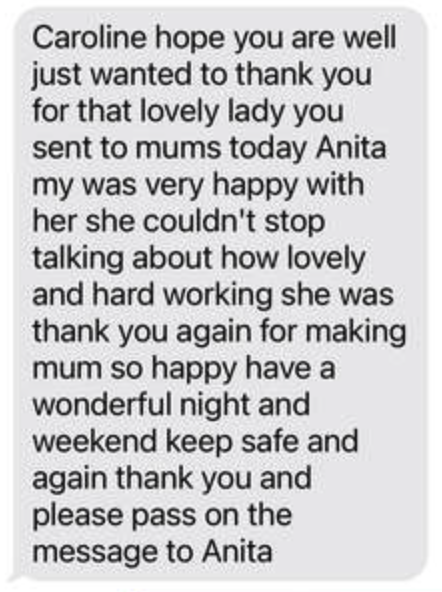 Caroline hope you are well
just wanted to thank you
for that lovely lady you
sent to mums today Anita
my was very happy with
her she couldn't stop
talking about how lovely
and hard working she was
thank you again for making
mum so happy have a
wonderful night and
weekend keep safe and
again thank you and
please pass on the
message to Anita